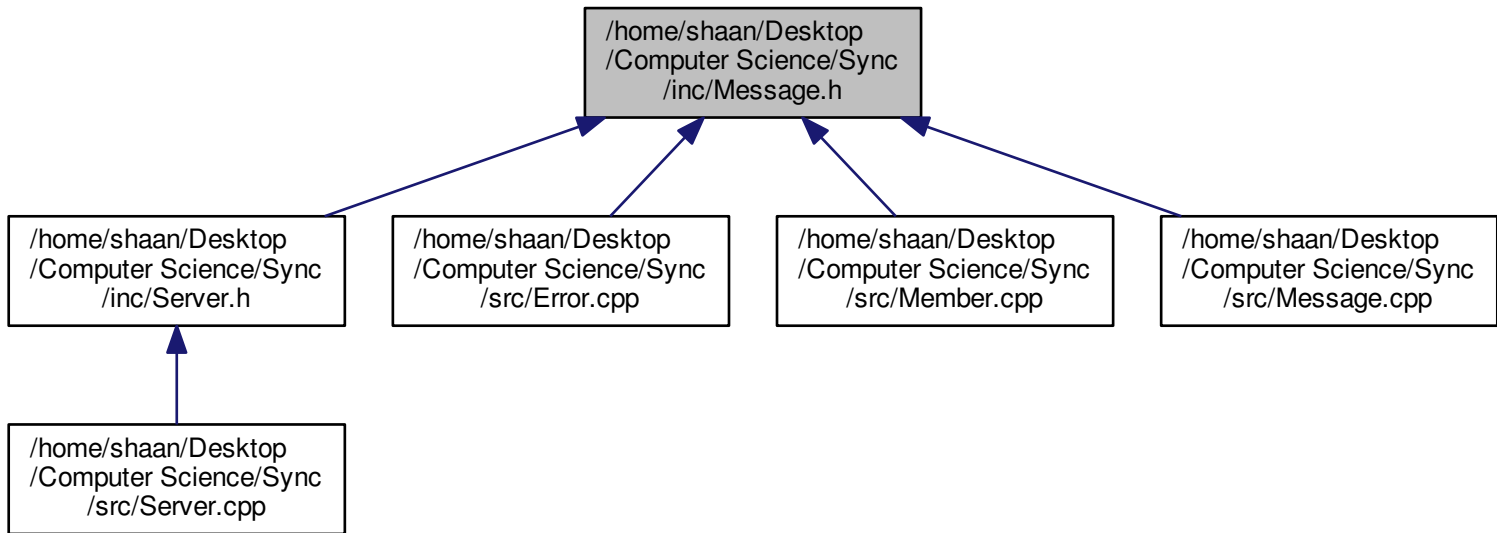 /home/shaan/Desktop
/Computer Science/Sync
/inc/Message.h
/home/shaan/Desktop
/Computer Science/Sync
/inc/Server.h
/home/shaan/Desktop
/Computer Science/Sync
/src/Error.cpp
/home/shaan/Desktop
/Computer Science/Sync
/src/Member.cpp
/home/shaan/Desktop
/Computer Science/Sync
/src/Message.cpp
/home/shaan/Desktop
/Computer Science/Sync
/src/Server.cpp